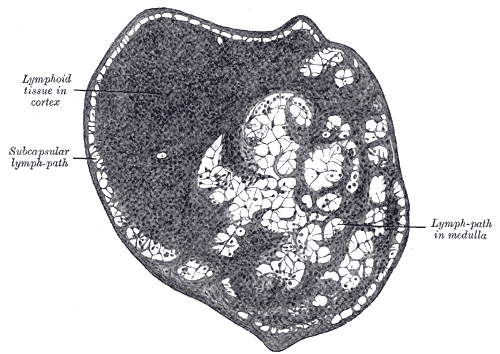 Lymphoid
tissue in
cortex
Subcapsular
lymph-path
Lymph-path
in medulla